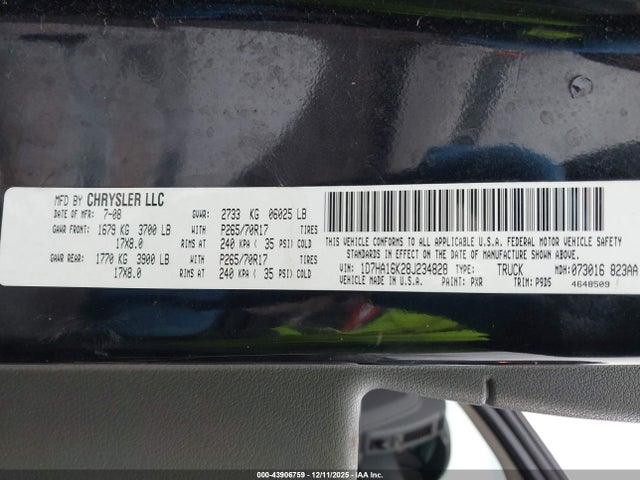 MFD BY CHRYSLER LLC
DATE OF MFR: 7-08 GVWR: 2733 KG 06025 LB
GAWR FRONT: 1679 KG 3700 LB WITH P265/70R17 TIRES
17X8.0 RIMS AT 240 KPA ( 35 PSI) COLD
GAWR REAR: 1770 KG 3900 LB WITH P265/70R17 TIRES
17X8.0 RIMS AT 240 KPA ( 35 PSI) COLD
THIS VEHICLE CONFORMS TO ALL APPLICABLE U.S.A. FEDERAL MOTOR VEHICLE SAFETY
STANDARDS IN EFFECT ON THE DATE OF MANUFACTURE SHOWN ABOVE.
VIN: 1D7HA16K28J234828 TYPE: TRUCK MDH: 073016 823AA
VEHICLE MADE IN U.S.A. PAINT: PXR TRIM: P9DS 4648509
000-43906759 - 12/11/2025 - IAA Inc.